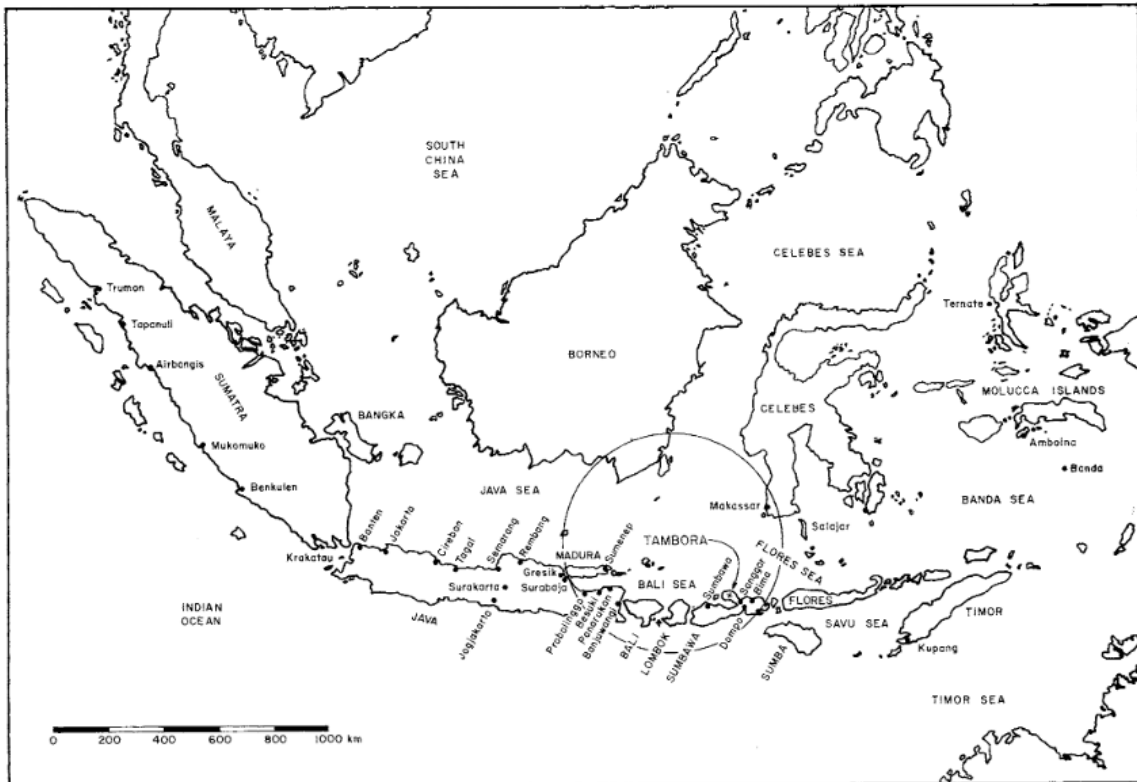 SOUTH
CHINA
SEA
MALAYA
CELEBES SEA
Trumon
Ternate
Tapanuli
BORNEO
Airbangis
SUMATRA
MOLUCCA ISLANDS
BANGKA
CELEBES
Amboina
Mukomuko
Banda
Benkulen
JAVA SEA
Makassar
BANDA SEA
Salajar
Banten
Jakarta
Cirebon
Tagal
Semarang
Rembang
Krakatau
MADURA
Sumenep
TAMBORA
FLORES SEA
Gresik
Surabaja
BALI SEA
Sumbawa
Sanggar
Bima
Surakarta
FLORES
INDIAN
OCEAN
JAVA
Jogjakarta
Probolinggo
Besuki
Panarukan
Banjuwangi
BALI
LOMBOK
SUMBAWA
Dompo
SUMBA
SAVU SEA
TIMOR
Kupang
TIMOR SEA
0 200 400 600 800 1000 km